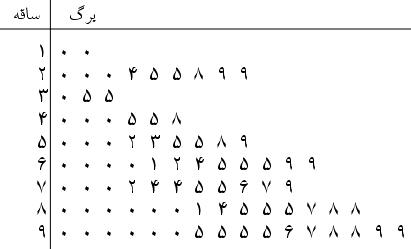 ساقه برگ
۱ ۰ ۰
۲ ۰ ۰ ۰ ۴ ۵ ۵ ۸ ۹ ۹
۳ ۰ ۵ ۵
۴ ۰ ۰ ۰ ۵ ۵ ۸
۵ ۰ ۰ ۰ ۲ ۳ ۵ ۵ ۸ ۹
۶ ۰ ۰ ۰ ۰ ۱ ۲ ۴ ۵ ۵ ۵ ۹ ۹
۷ ۰ ۰ ۰ ۲ ۴ ۴ ۵ ۵ ۶ ۷ ۹
۸ ۰ ۰ ۰ ۰ ۰ ۰ ۱ ۴ ۵ ۵ ۵ ۷ ۸ ۸
۹ ۰ ۰ ۰ ۰ ۰ ۰ ۵ ۵ ۵ ۵ ۶ ۷ ۸ ۸ ۹ ۹